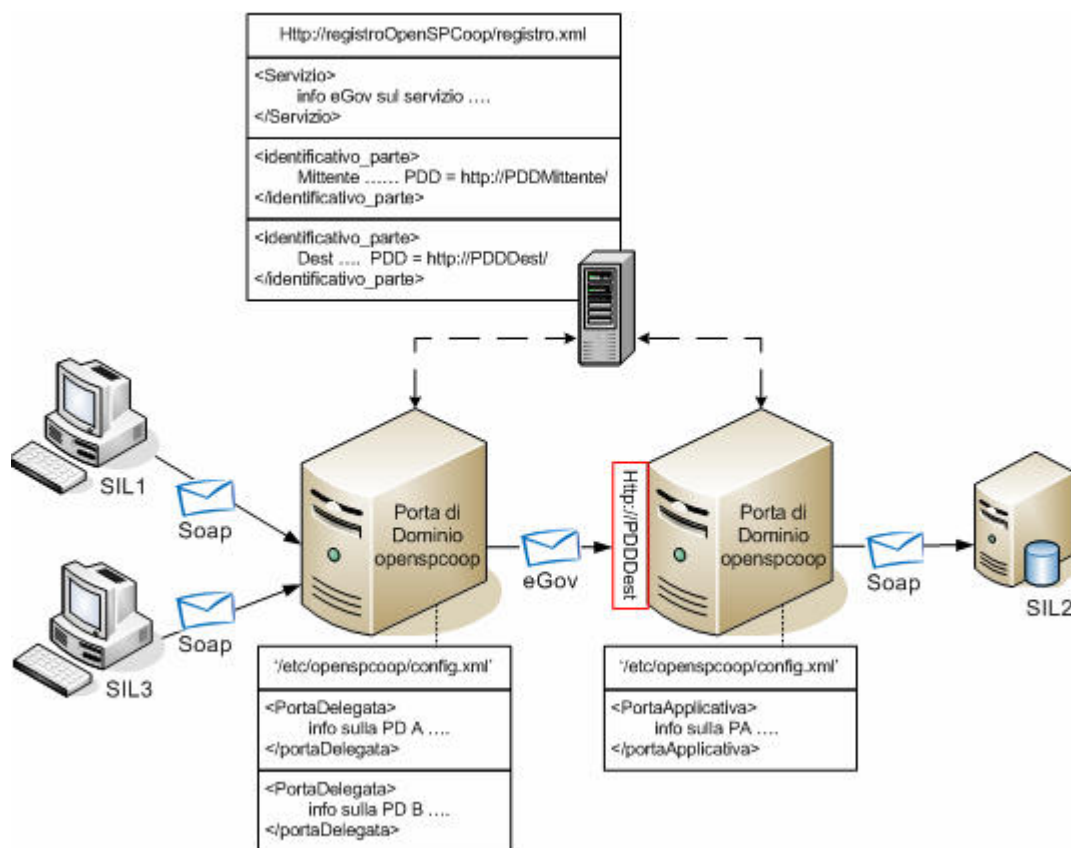 Http://registroOpenSPCoop/registro.xml
<Servizio>
info eGov sul servizio ....
</Servizio>
<identificativo_parte>
Mittente ...... PDD = http://PDDMittente/
</identificativo_parte>
<identificativo_parte>
Dest .... PDD = http://PDDDest/
</identificativo_parte>
SIL1
Soap
SIL3
Soap
Porta di
Dominio
openspcoop
eGov
Http://PDDDest
Porta di
Dominio
openspcoop
Soap
SIL2
'/etc/openspcoop/config.xml'
<PortaDelegata>
info sulla PD A ....
</portaDelegata>
<PortaDelegata>
info sulla PD B ....
</portaDelegata>
'/etc/openspcoop/config.xml'
<PortaApplicativa>
info sulla PA ....
</portaApplicativa>